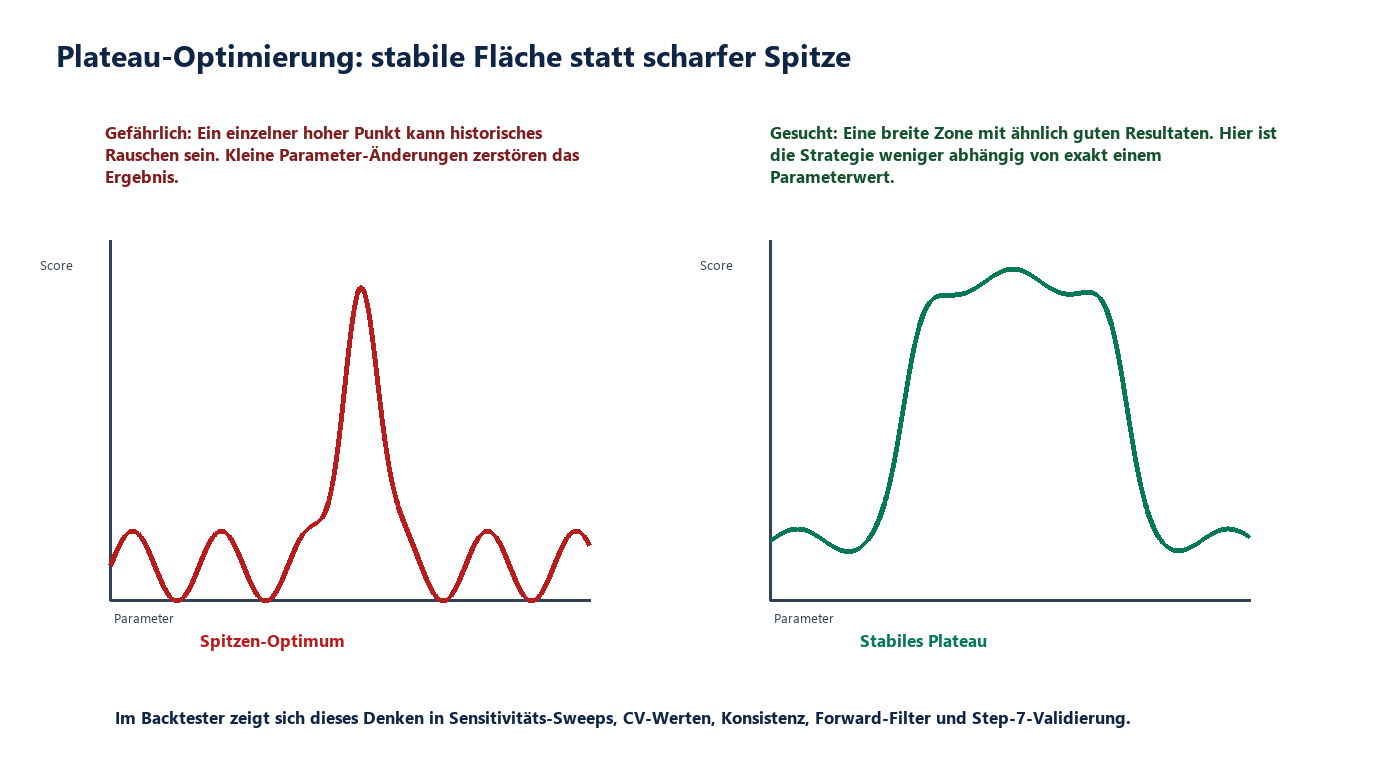 Plateau-Optimierung: stabile Fläche statt scharfer Spitze
Gefährlich: Ein einzelner hoher Punkt kann historisches
Rauschen sein. Kleine Parameter-Änderungen zerstören das
Ergebnis.
Gesucht: Eine breite Zone mit ähnlich guten Resultaten. Hier ist
die Strategie weniger abhängig von exakt einem
Parameterwert.
Score
Parameter
Spitzen-Optimum
Score
Parameter
Stabiles Plateau
Im Backtester zeigt sich dieses Denken in Sensitivitäts-Sweeps, CV-Werten, Konsistenz, Forward-Filter und Step-7-Validierung.